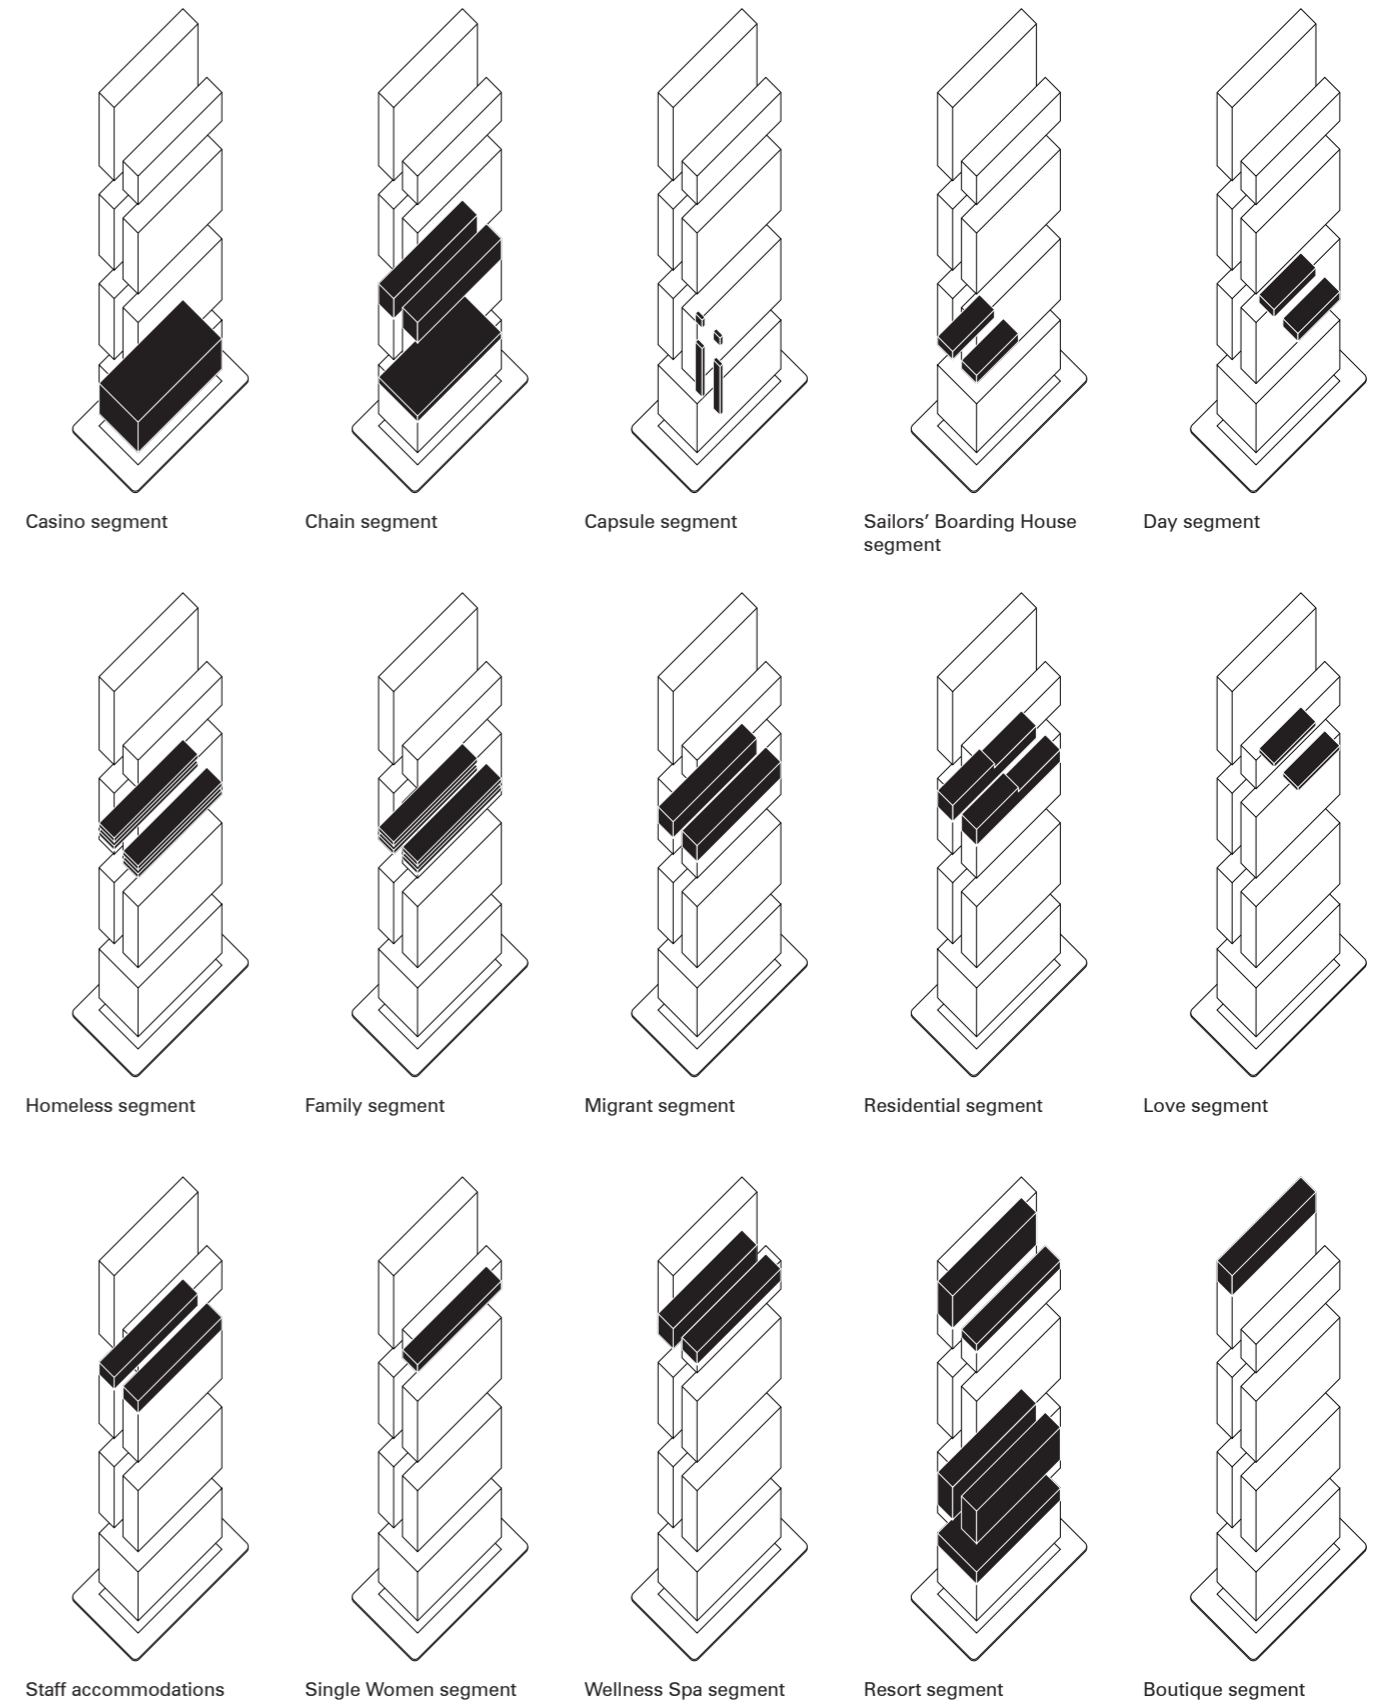 Casino segment
Chain segment
Capsule segment
Sailors’ Boarding House
segment
Day segment
Homeless segment
Family segment
Migrant segment
Residential segment
Love segment
Staff accommodations
Single Women segment
Wellness Spa segment
Resort segment
Boutique segment